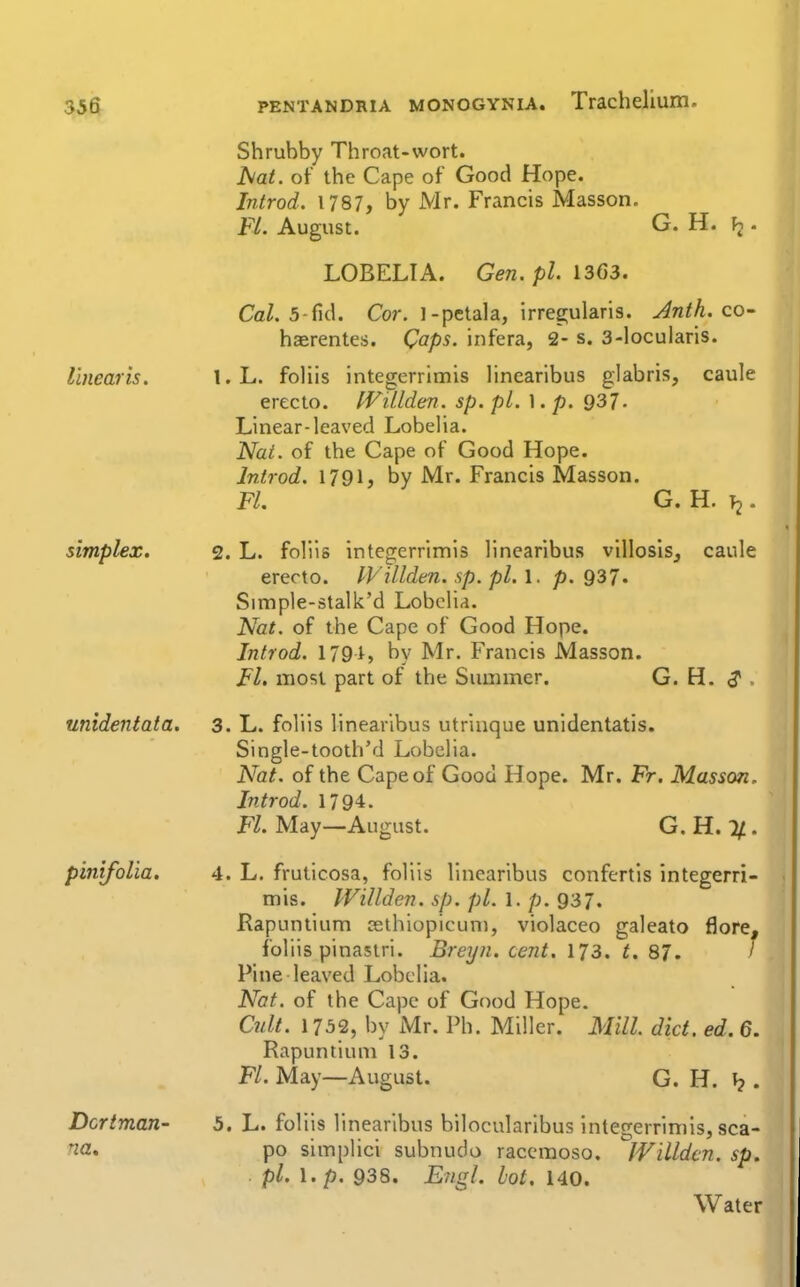 356 PENTANDRIA MONOGYNIA. Trachelium.
Shrubby Throat-wort.
Nat. of the Cape of Good Hope.
Introd. 1787, by Mr. Francis Masson.
Fl. August. G. H. ♄.
LOBELIA. Gen. pl. 1363.
Cal. 5-fid. Cor. 1-petala, irregularis. Anth. co-
hærentes. Çaps. infera, 2- s. 3-locularis.
linearis. 1. L. foliis integerrimis linearibus glabris, caule
erecto. Willden. sp. pl. 1. p. 937.
Linear-leaved Lobelia.
Nat. of the Cape of Good Hope.
Introd. 1791, by Mr. Francis Masson.
Fl. G. H. ♄.
simplex. 2. L. foliis integerrimis linearibus villosis, caule
erecto. Willden. sp. pl. 1. p. 937.
Simple-stalk'd Lobelia.
Nat. of the Cape of Good Hope.
Introd. 1794, by Mr. Francis Masson.
Fl. most part of the Summer. G. H. ♂.
unidentata. 3. L. foliis linearibus utrinque unidentatis.
Single-tooth'd Lobelia.
Nat. of the Cape of Good Hope. Mr. Fr. Masson.
Introd. 1794.
Fl. May—August. G. H. ♃.
pinifolia. 4. L. fruticosa, foliis linearibus confertis integerri-
mis. Willden. sp. pl. 1. p. 937.
Rapuntium æthiopicum, violaceo galeato flore,
foliis pinastri. Breyn. cent. 173. t. 87.
Pine leaved Lobelia.
Nat. of the Cape of Good Hope.
Cult. 1752, by Mr. Ph. Miller. Mill. dict. ed. 6.
Rapuntium 13.
Fl. May—August. G. H. ♄.
Dortman- 5. L. foliis linearibus bilocularibus integerrimis, sca-
na. po simplici subnudo racemoso. Willden. sp.
pl. 1. p. 938. Engl. bot. 140.
Water